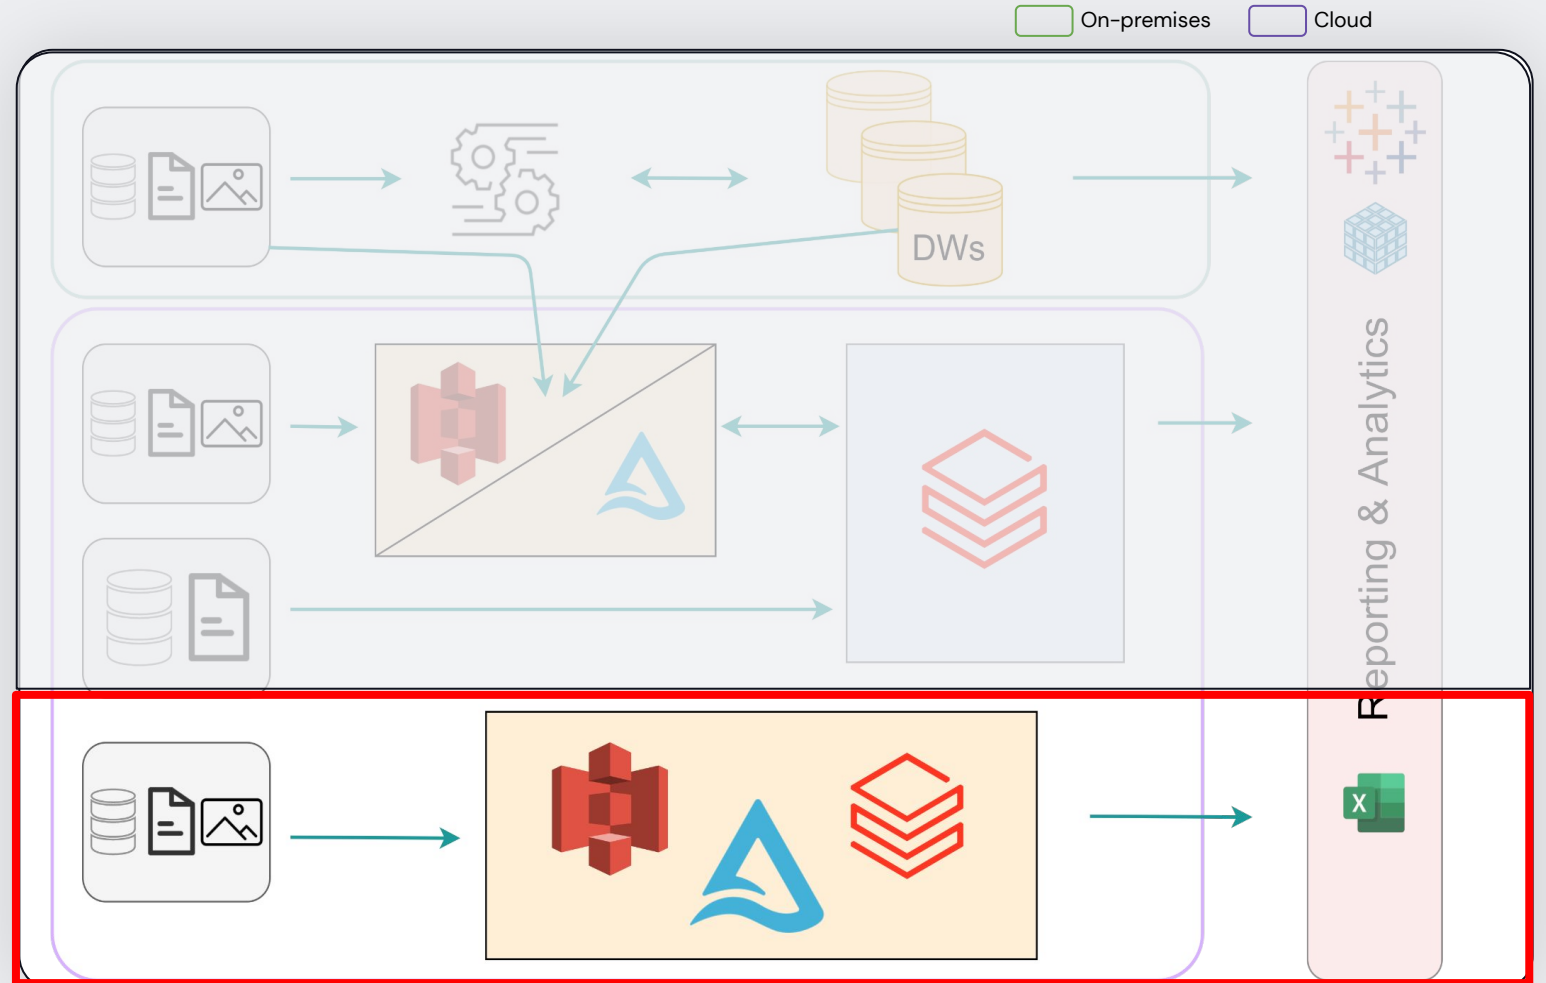 On-premises
Cloud
DWs
Reporting & Analytics
X